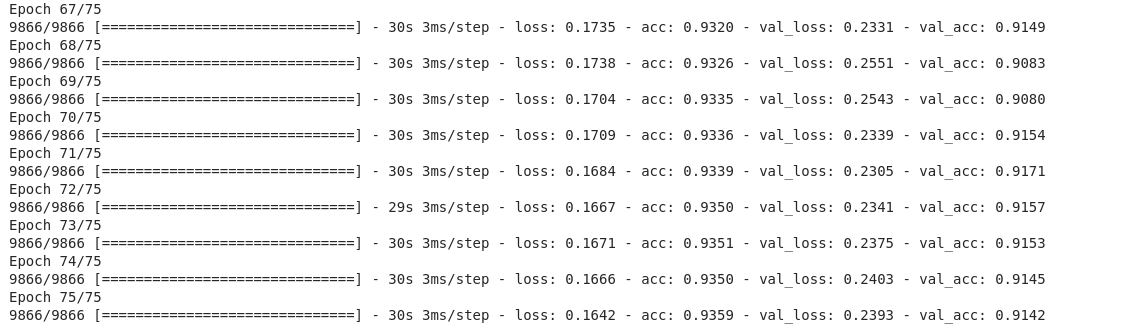 Epoch 67/75
9866/9866 [==============================] - 30s 3ms/step - loss: 0.1735 - acc: 0.9320 - val_loss: 0.2331 - val_acc: 0.9149
Epoch 68/75
9866/9866 [==============================] - 30s 3ms/step - loss: 0.1738 - acc: 0.9326 - val_loss: 0.2551 - val_acc: 0.9083
Epoch 69/75
9866/9866 [==============================] - 30s 3ms/step - loss: 0.1704 - acc: 0.9335 - val_loss: 0.2543 - val_acc: 0.9080
Epoch 70/75
9866/9866 [==============================] - 30s 3ms/step - loss: 0.1709 - acc: 0.9336 - val_loss: 0.2339 - val_acc: 0.9154
Epoch 71/75
9866/9866 [==============================] - 30s 3ms/step - loss: 0.1684 - acc: 0.9339 - val_loss: 0.2305 - val_acc: 0.9171
Epoch 72/75
9866/9866 [==============================] - 29s 3ms/step - loss: 0.1667 - acc: 0.9350 - val_loss: 0.2341 - val_acc: 0.9157
Epoch 73/75
9866/9866 [==============================] - 30s 3ms/step - loss: 0.1671 - acc: 0.9351 - val_loss: 0.2375 - val_acc: 0.9153
Epoch 74/75
9866/9866 [==============================] - 30s 3ms/step - loss: 0.1666 - acc: 0.9350 - val_loss: 0.2403 - val_acc: 0.9145
Epoch 75/75
9866/9866 [==============================] - 30s 3ms/step - loss: 0.1642 - acc: 0.9359 - val_loss: 0.2393 - val_acc: 0.9142